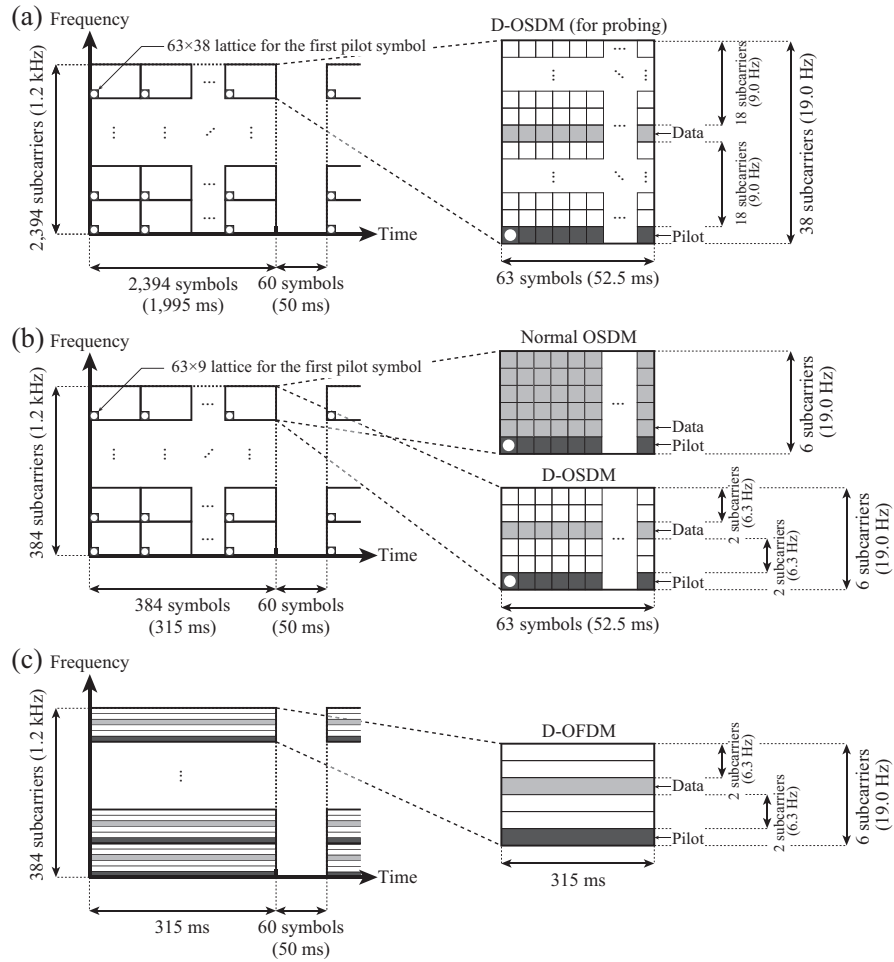 (a)
Frequency
63×38 lattice for the first pilot symbol
2,394 subcarriers (1.2 kHz)
...
Time
2,394 symbols
(1,995 ms)
60 symbols
(50 ms)
D-OSDM (for probing)
18 subcarriers
(9.0 Hz)
Data
18 subcarriers
(9.0 Hz)
Pilot
38 subcarriers (19.0 Hz)
63 symbols (52.5 ms)
(b)
63×9 lattice for the first pilot symbol
384 subcarriers (1.2 kHz)
Time
384 symbols
(315 ms)
60 symbols
(50 ms)
Normal OSDM
Data
Pilot
6 subcarriers
(19.0 Hz)
D-OSDM
2 subcarriers
(6.3 Hz)
Data
2 subcarriers
(6.3 Hz)
Pilot
6 subcarriers
(19.0 Hz)
63 symbols (52.5 ms)
(c)
Frequency
384 subcarriers (1.2 kHz)
Time
315 ms
60 symbols
(50 ms)
D-OFDM
2 subcarriers
(6.3 Hz)
Data
2 subcarriers
(6.3 Hz)
Pilot
6 subcarriers
(19.0 Hz)
315 ms